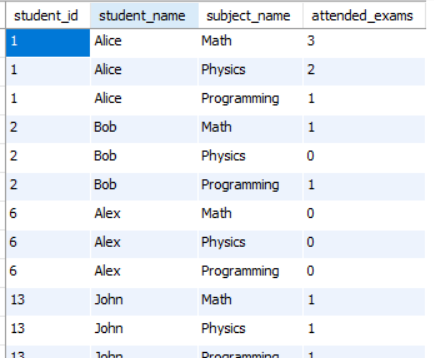 student_id student_name subject_name attended_exams
1 Alice Math 3
1 Alice Physics 2
1 Alice Programming 1
2 Bob Math 1
2 Bob Physics 0
2 Bob Programming 1
6 Alex Math 0
6 Alex Physics 0
6 Alex Programming 0
13 John Math 1
13 John Physics 1
13 John Programming 1